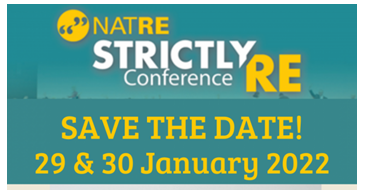 NATRE
STRICTLY RE
Conference
SAVE THE DATE!
29 & 30 January 2022